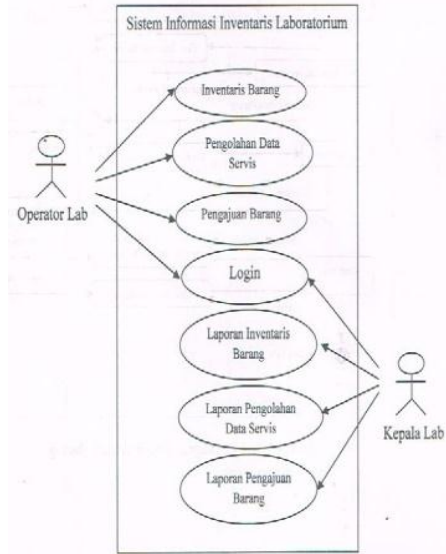 Sistem Informasi Inventaris Laboratorium
Inventaris Barang
Pengolahan Data
Servis
Operator Lab
Pengajuan Barang
Login
Laporan Inventaris
Barang
Laporan Pengolahan
Data Servis
Kepala Lab
Laporan Pengajuan
Barang